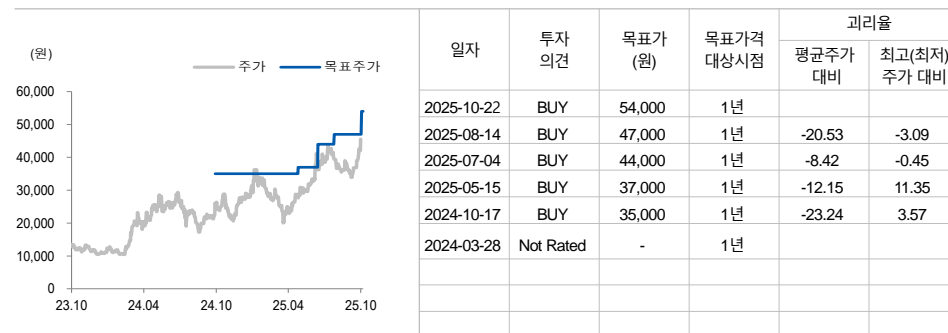 (원)
주가 목표주가
60,000
50,000
40,000
30,000
20,000
10,000
0
23.10 24.04 24.10 25.04 25.10
일자 투자의견 목표가(원) 목표가격대상시점 괴리율
평균주가대비 최고(최저)주가 대비
2025-10-22 BUY 54,000 1년
2025-08-14 BUY 47,000 1년 -20.53 -3.09
2025-07-04 BUY 44,000 1년 -8.42 -0.45
2025-05-15 BUY 37,000 1년 -12.15 11.35
2024-10-17 BUY 35,000 1년 -23.24 3.57
2024-03-28 Not Rated - 1년